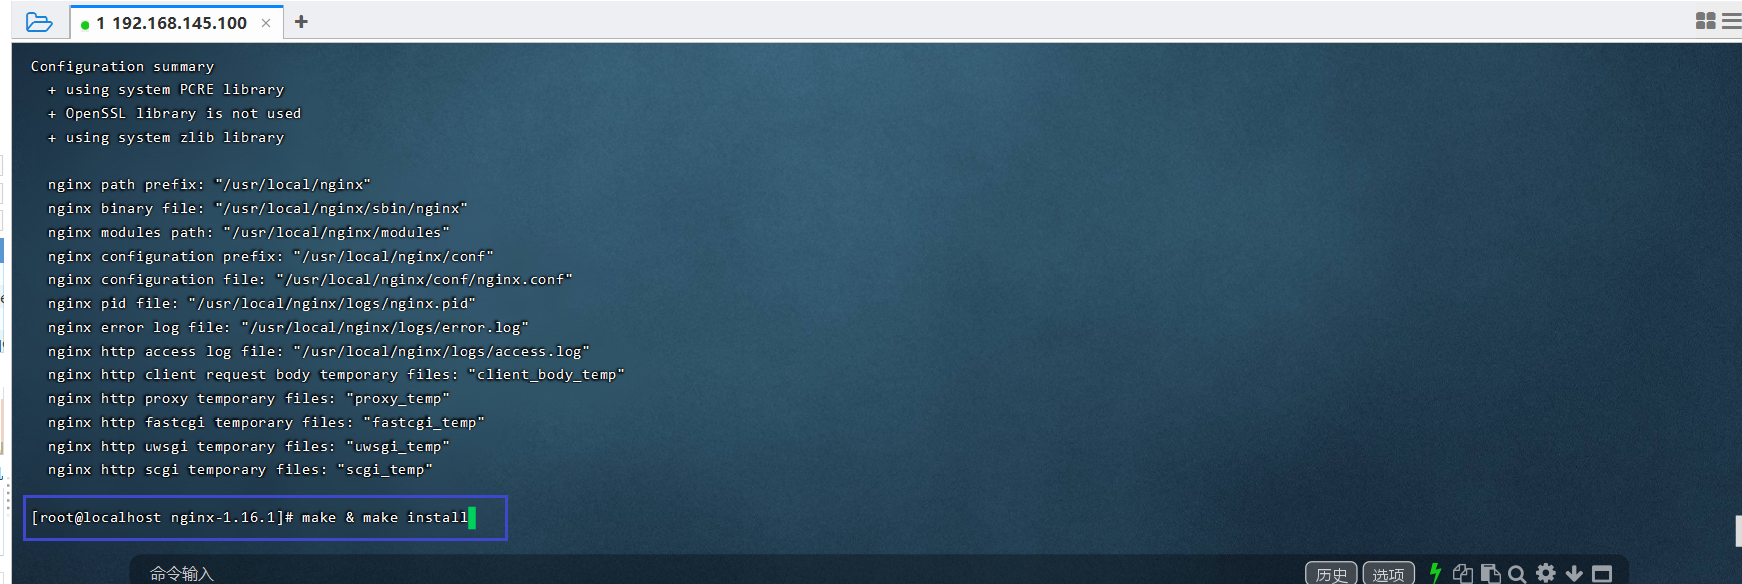 1 192.168.145.100
Configuration summary
+ using system PCRE library
+ OpenSSL library is not used
+ using system zlib library
nginx path prefix: "/usr/local/nginx"
nginx binary file: "/usr/local/nginx/sbin/nginx"
nginx modules path: "/usr/local/nginx/modules"
nginx configuration prefix: "/usr/local/nginx/conf"
nginx configuration file: "/usr/local/nginx/conf/nginx.conf"
nginx pid file: "/usr/local/nginx/logs/nginx.pid"
nginx error log file: "/usr/local/nginx/logs/error.log"
nginx http access log file: "/usr/local/nginx/logs/access.log"
nginx http client request body temporary files: "client_body_temp"
nginx http proxy temporary files: "proxy_temp"
nginx http fastcgi temporary files: "fastcgi_temp"
nginx http uwsgi temporary files: "uwsgi_temp"
nginx http scgi temporary files: "scgi_temp"
[root@localhost nginx-1.16.1]# make & make install
命令输入 历史 选项